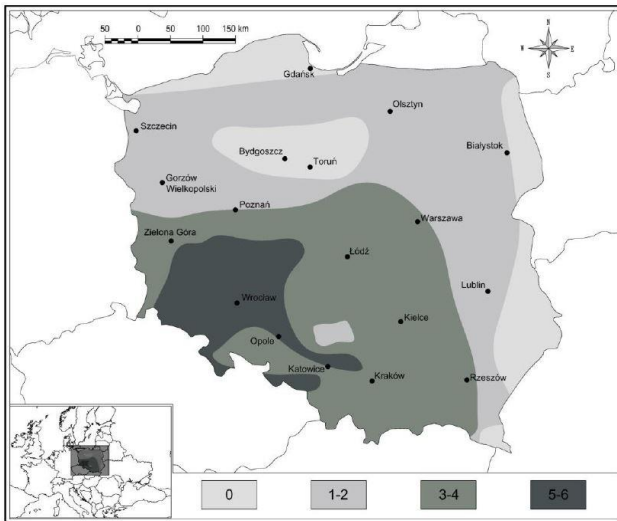 50 0 50 100 150 km
N
W E
S
Gdańsk
Olsztyn
Szczecin
Białystok
Bydgoszcz
Toruń
Gorzów
Wielkopolski
Poznań
Warszawa
Zielona Góra
Łódź
Wrocław
Lublin
Kielce
Opole
Katowice
Kraków
Rzeszów
0 1-2 3-4 5-6